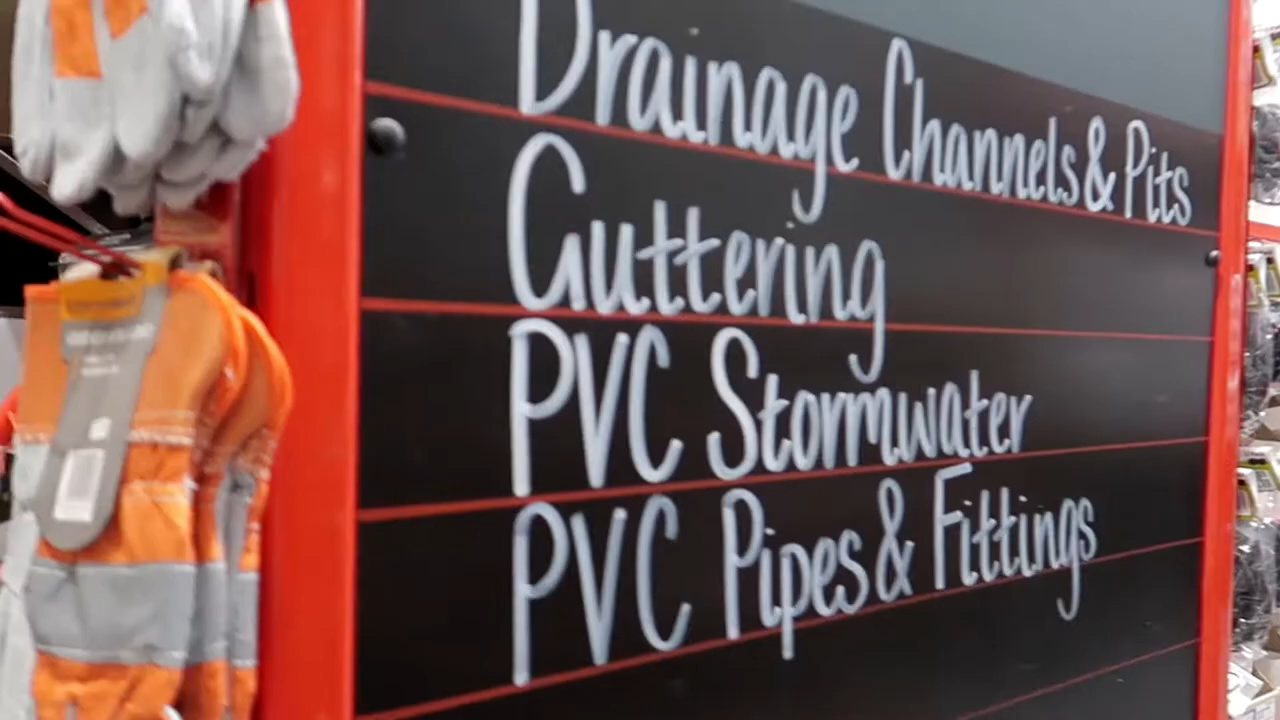 Drainage Channels & Pits
Guttering
PVC Stormwater
PVC Pipes & Fittings